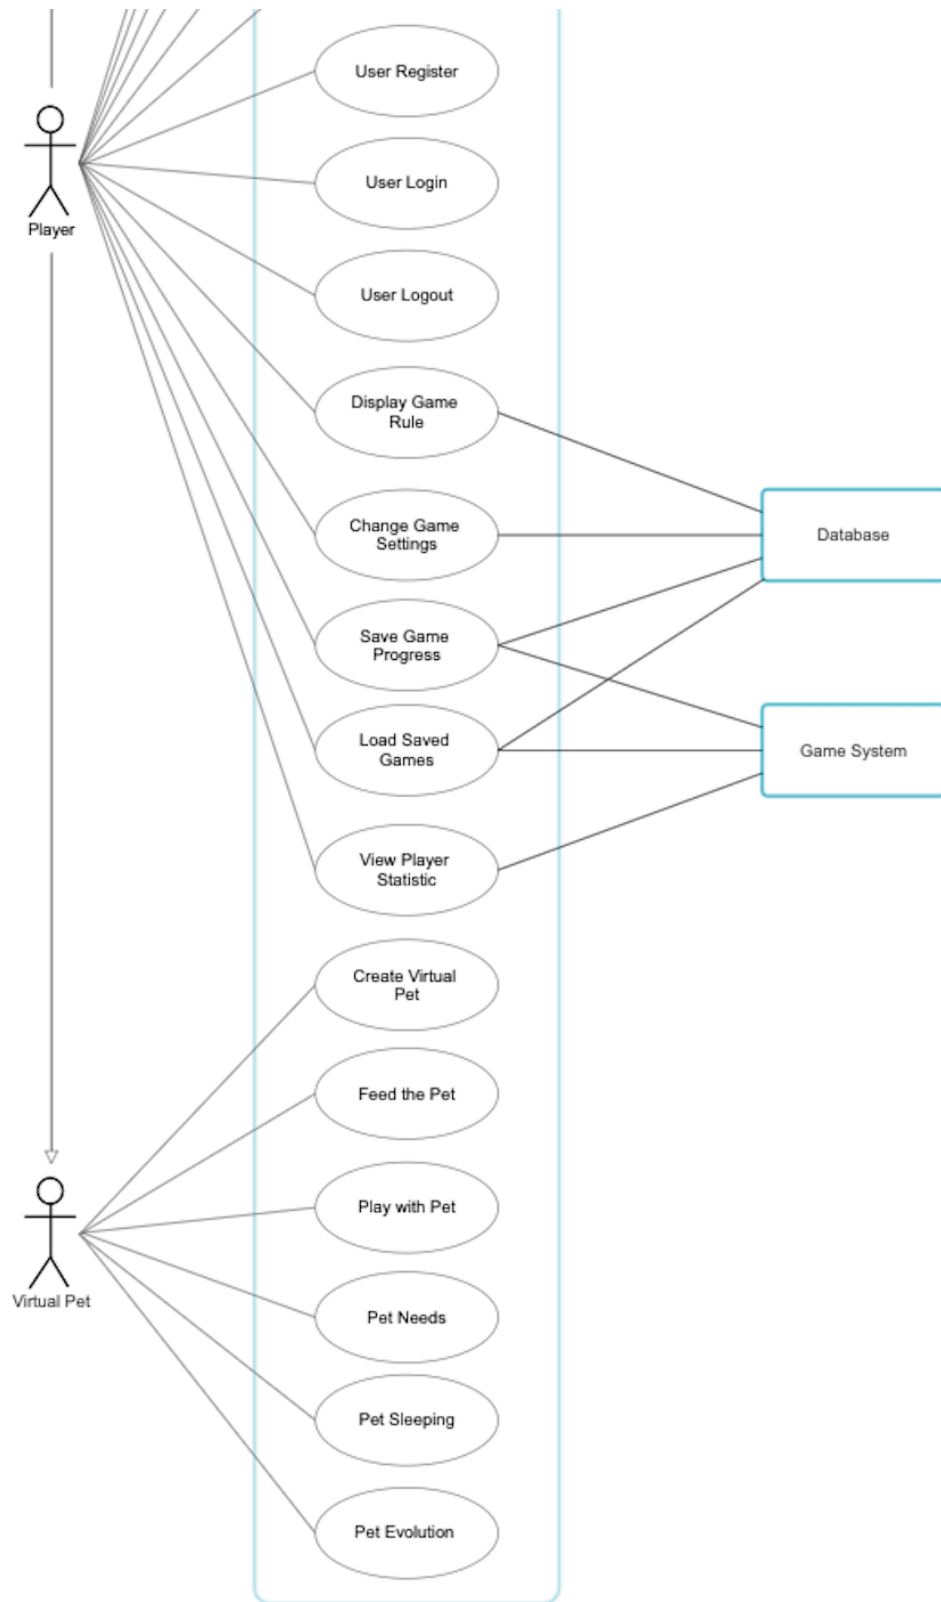 User Register
User Login
Player
User Logout
Display Game
Rule
Change Game
Settings
Database
Save Game
Progress
Load Saved
Games
Game System
View Player
Statistic
Create Virtual
Pet
Feed the Pet
Play with Pet
Virtual Pet
Pet Needs
Pet Sleeping
Pet Evolution